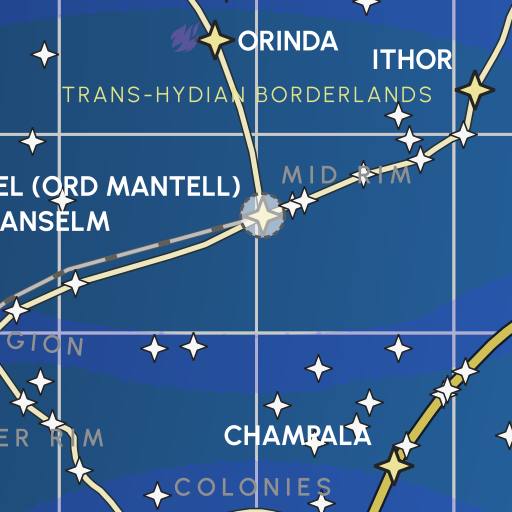 ORINDA
ITHOR
TRANS-HYDIAN BORDERLANDS
MID RIM
EL (ORD MANTELL)
ANSELM
GION
ER RIM
CHAMPALA
COLONIES